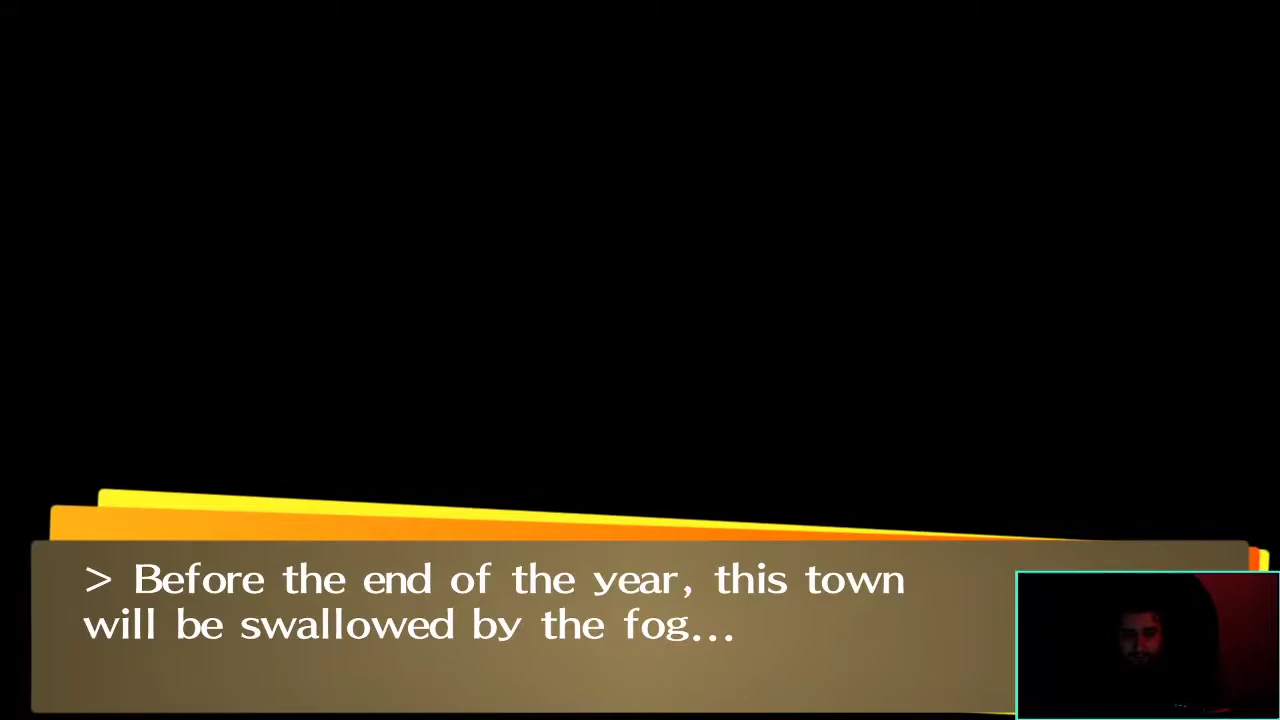 > Before the end of the year, this town
will be swallowed by the fog...